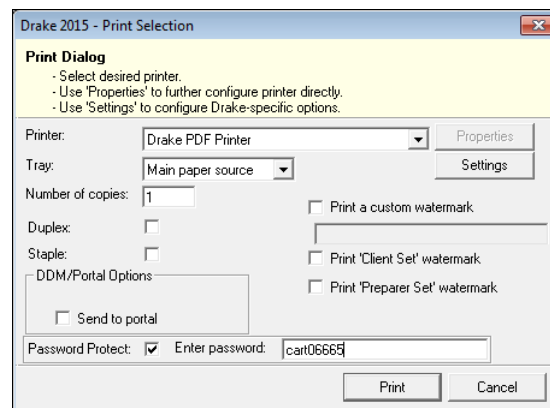 Drake 2015 - Print Selection
Print Dialog
- Select desired printer.
- Use 'Properties' to further configure printer directly.
- Use 'Settings' to configure Drake-specific options.
Printer: Drake PDF Printer Properties
Tray: Main paper source Settings
Number of copies: 1
Print a custom watermark
Duplex:
Staple: Print 'Client Set' watermark
DDM/Portal Options
Print 'Preparer Set' watermark
Send to portal
Password Protect: Enter password: cart06665
Print Cancel